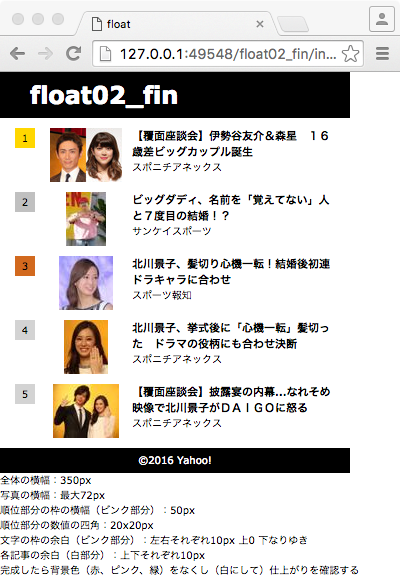 float
127.0.0.1:49548/float02_fin/in...
float02_fin
1
【覆面座談会】伊勢谷友介＆森星　１６
歳差ビッグカップル誕生
スポニチアネックス
2
ビッグダディ、名前を「覚えてない」人
と７度目の結婚！？
サンケイスポーツ
3
北川景子、髪切り心機一転！結婚後初連
ドラキャラに合わせ
スポーツ報知
4
北川景子、挙式後に「心機一転」髪切っ
た　ドラマの役柄にも合わせ決断
スポニチアネックス
5
【覆面座談会】披露宴の内幕…なれそめ
映像で北川景子がＤＡＩＧＯに怒る
スポニチアネックス
©2016 Yahoo!
全体の横幅：350px
写真の横幅：最大72px
順位部分の枠の横幅（ピンク部分）：50px
順位部分の数値の四角：20x20px
文字の枠の余白（ピンク部分）：左右それぞれ10px 上0 下なりゆき
各記事の余白（白部分）：上下それぞれ10px
完成したら背景色（赤、ピンク、緑）をなくし（白にして）仕上がりを確認する